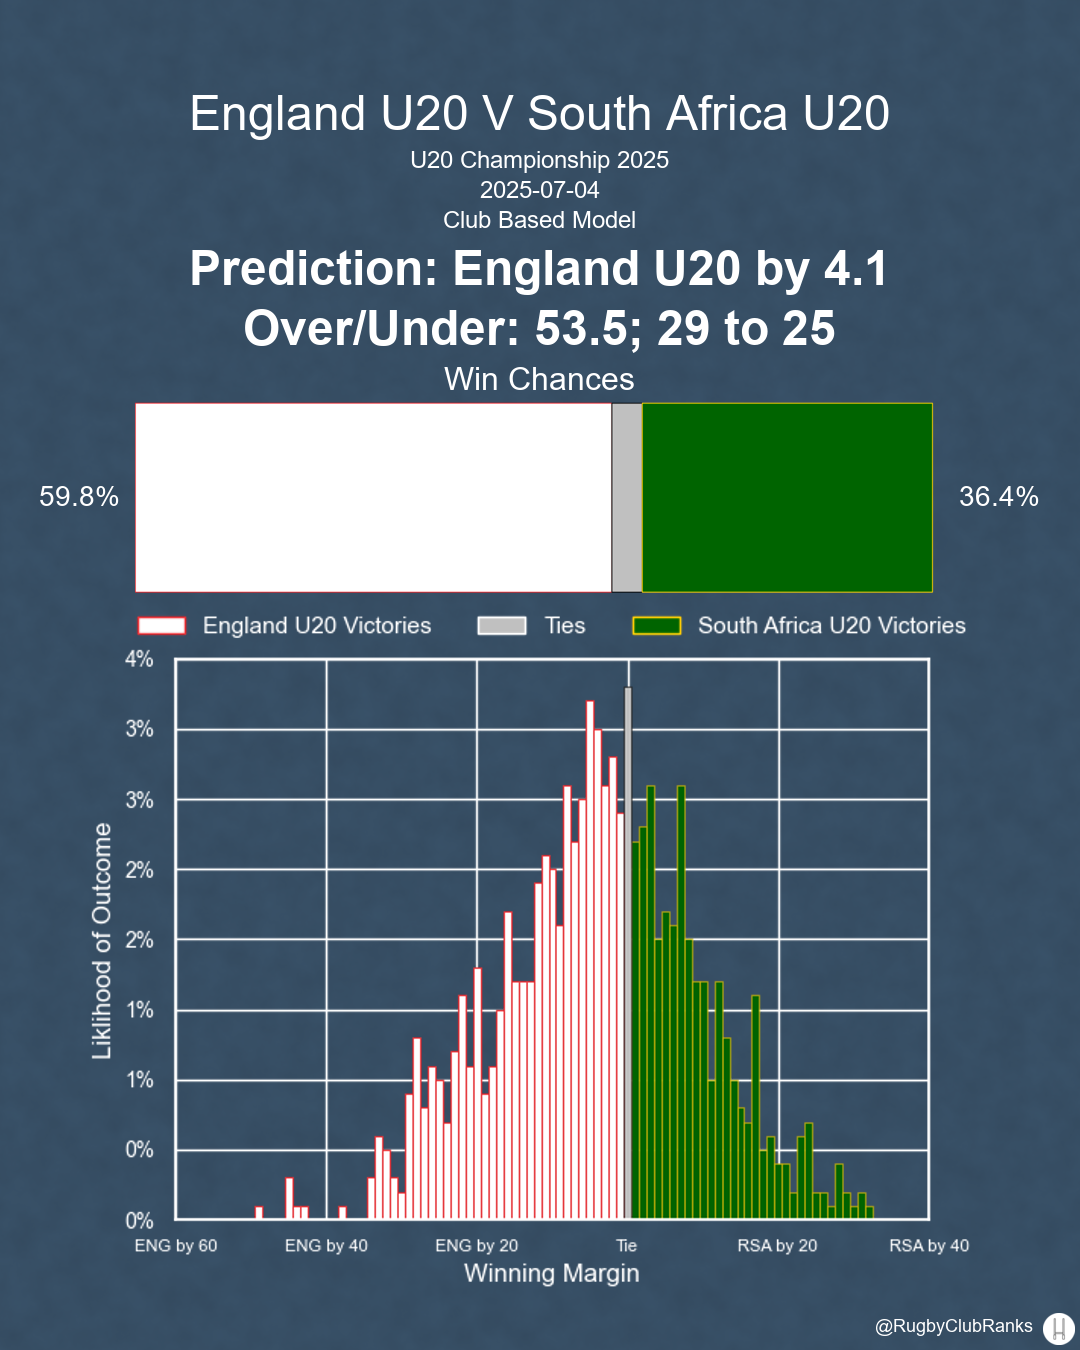 England U20 V South Africa U20
U20 Championship 2025
2025-07-04
Club Based Model
Prediction: England U20 by 4.1
Over/Under: 53.5; 29 to 25
Win Chances
59.8%
36.4%
England U20 Victories
Ties
South Africa U20 Victories
4%
3%
3%
2%
2%
1%
1%
0%
0%
Liklihood of Outcome
ENG by 60
ENG by 40
ENG by 20
Tie
RSA by 20
RSA by 40
Winning Margin
@RugbyClubRanks